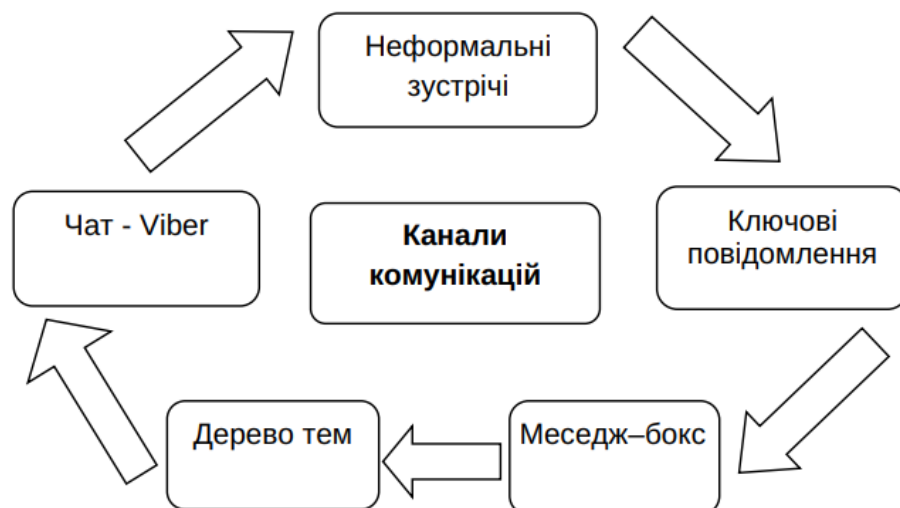 Неформальні
зустрічі
Чат - Viber
Канали
комунікацій
Ключові
повідомлення
Дерево тем
Меседж–бокс